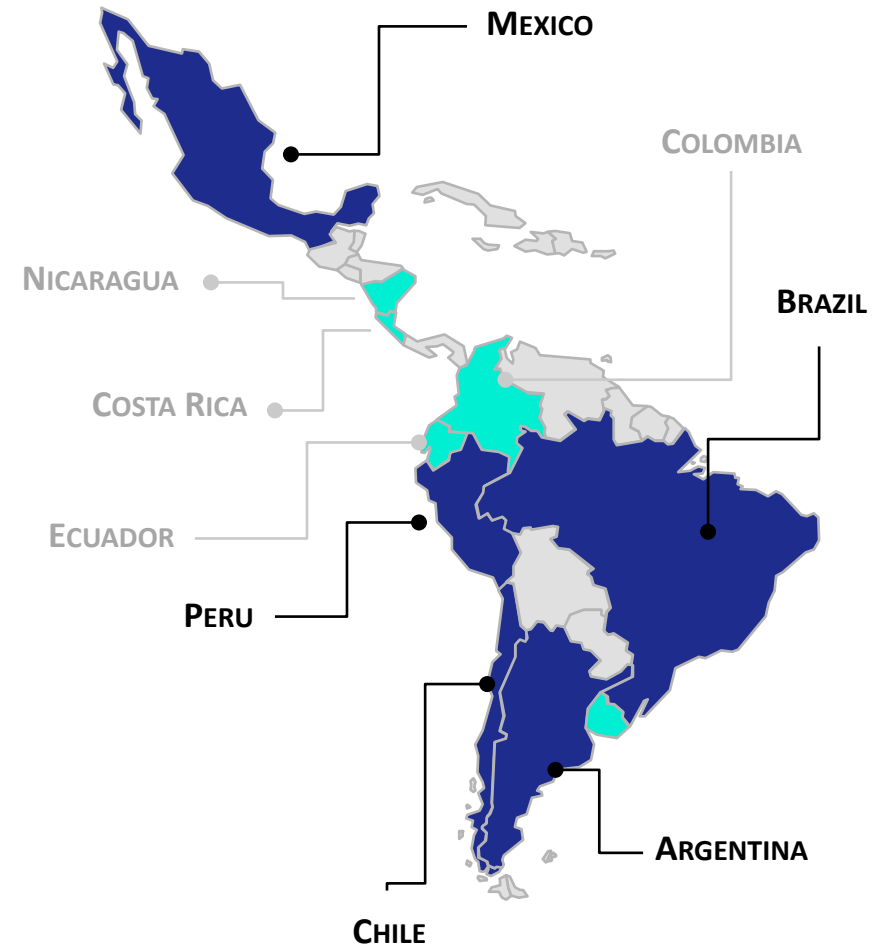 MEXICO
COLOMBIA
NICARAGUA
BRAZIL
COSTA RICA
ECUADOR
PERU
ARGENTINA
CHILE